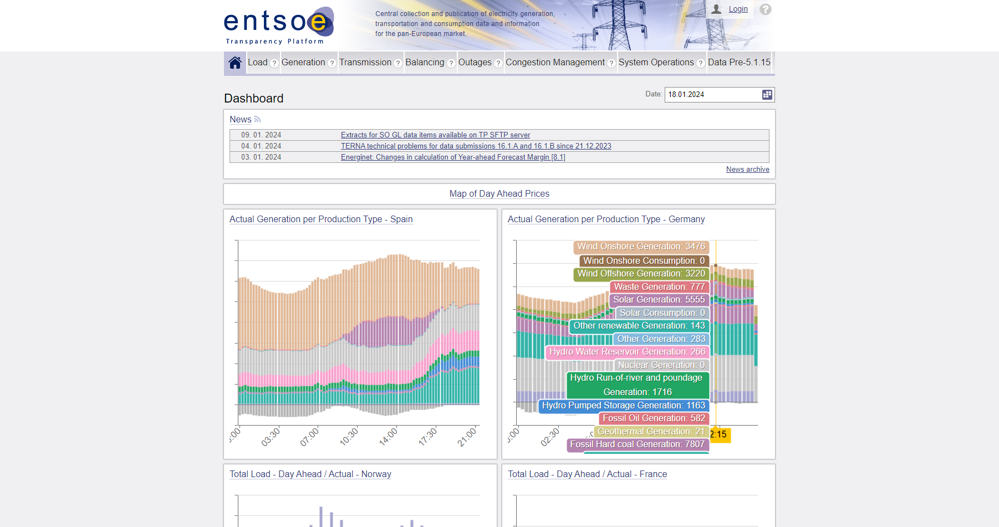 entsoe
Transparency Platform
Central collection and publication of electricity generation,
transportation and consumption data and information
for the pan-European market.
Login
?
Load ?
Generation ?
Transmission ?
Balancing ?
Outages ?
Congestion Management ?
System Operations ?
Data Pre-5.1.15
Dashboard
Date: 18.01.2024
News
09. 01. 2024 Extracts for SO GL data items available on TP SFTP server
04. 01. 2024 TERNA technical problems for data submissions 16.1.A and 16.1.B since 21.12.2023
03. 01. 2024 Energinet: Changes in calculation of Year-ahead Forecast Margin [8.1]
News archive
Map of Day Ahead Prices
Actual Generation per Production Type - Spain
03:30
07:00
10:30
14:00
17:30
21:00
Actual Generation per Production Type - Germany
Wind Onshore Generation: 3476
Wind Onshore Consumption: 0
Wind Offshore Generation: 3220
Waste Generation: 777
Solar Generation: 5555
Solar Consumption: 0
Other renewable Generation: 143
Other Generation: 283
Hydro Water Reservoir Generation: 266
Nuclear Generation: 0
Hydro Run-of-river and poundage
Generation: 1716
Hydro Pumped Storage Generation: 1163
Fossil Oil Generation: 582
Geothermal Generation: 21
Fossil Hard coal Generation: 7807
02:30
2:15
Total Load - Day Ahead / Actual - Norway
Total Load - Day Ahead / Actual - France